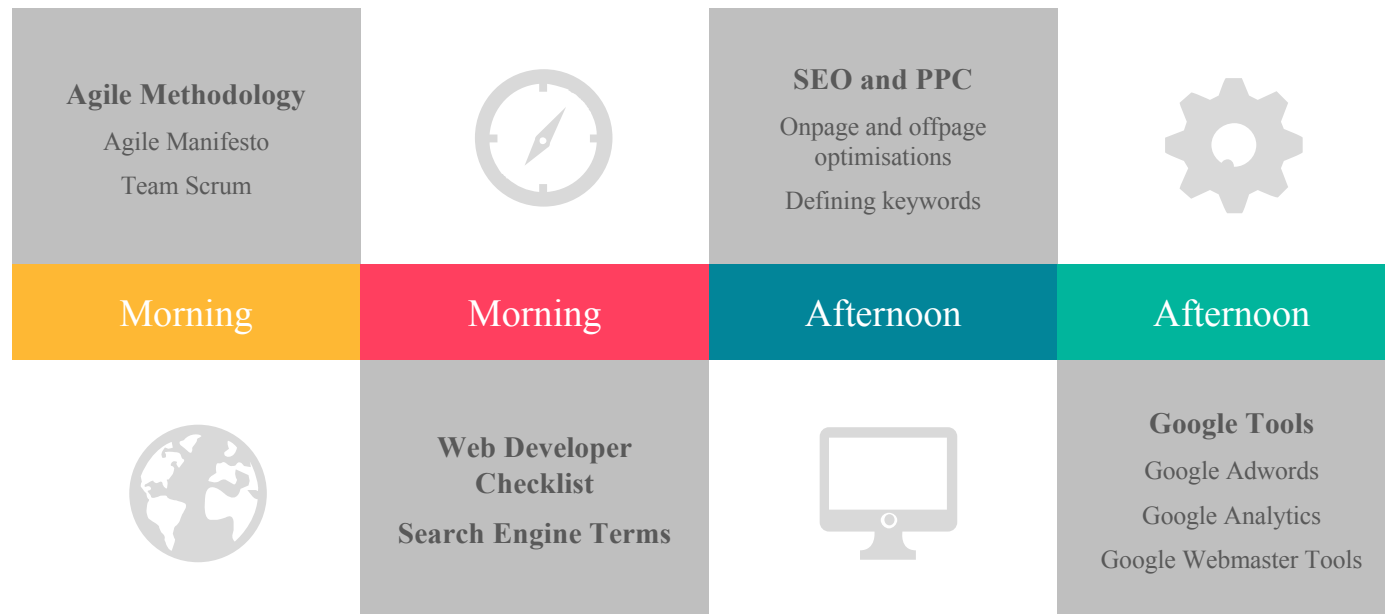 Agile Methodology
Agile Manifesto
Team Scrum
SEO and PPC
Onpage and offpage
optimisations
Defining keywords
Morning
Morning
Afternoon
Afternoon
Web Developer
Checklist
Search Engine Terms
Google Tools
Google Adwords
Google Analytics
Google Webmaster Tools